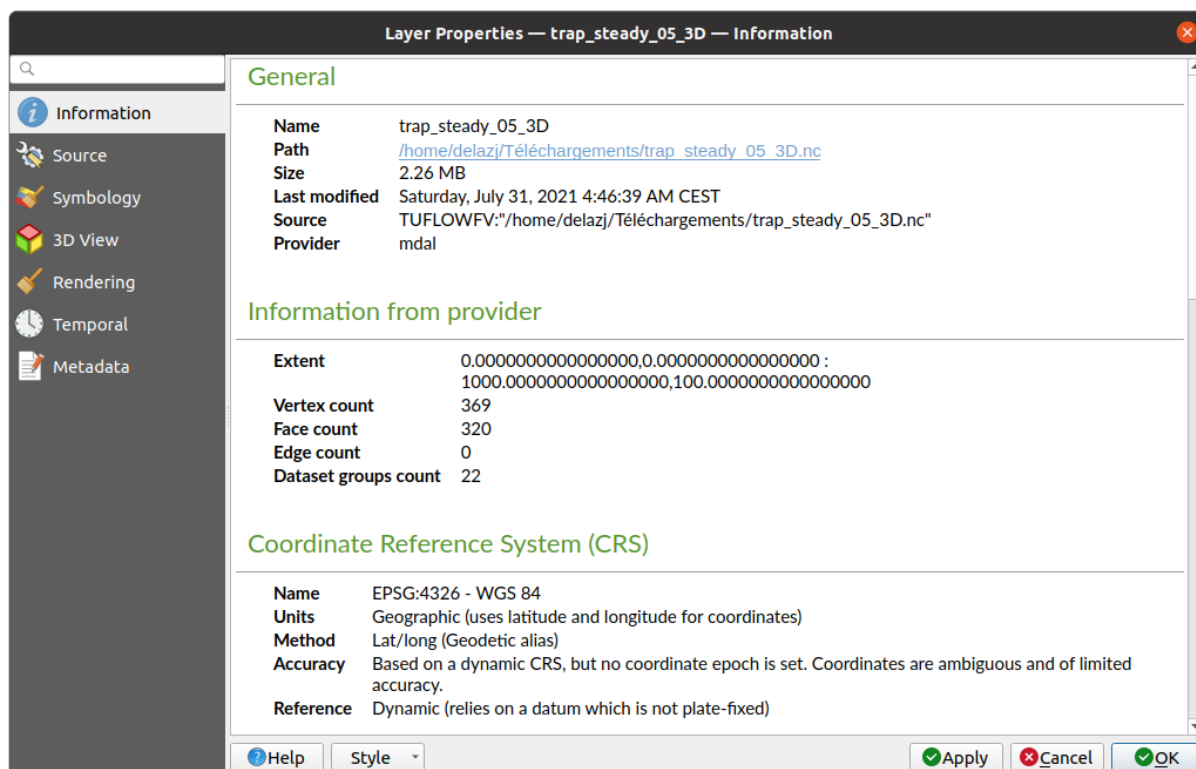 Layer Properties — trap_steady_05_3D — Information
Information
Source
Symbology
3D View
Rendering
Temporal
Metadata
General
Name trap_steady_05_3D
Path /home/delazj/Téléchargements/trap_steady_05_3D.nc
Size 2.26 MB
Last modified Saturday, July 31, 2021 4:46:39 AM CEST
Source TUFLOWFV:"/home/delazj/Téléchargements/trap_steady_05_3D.nc"
Provider mdal
Information from provider
Extent 0.0000000000000000,0.0000000000000000 :
1000.0000000000000000,100.0000000000000000
Vertex count 369
Face count 320
Edge count 0
Dataset groups count 22
Coordinate Reference System (CRS)
Name EPSG:4326 - WGS 84
Units Geographic (uses latitude and longitude for coordinates)
Method Lat/long (Geodetic alias)
Accuracy Based on a dynamic CRS, but no coordinate epoch is set. Coordinates are ambiguous and of limited
accuracy.
Reference Dynamic (relies on a datum which is not plate-fixed)
Help Style Apply Cancel OK